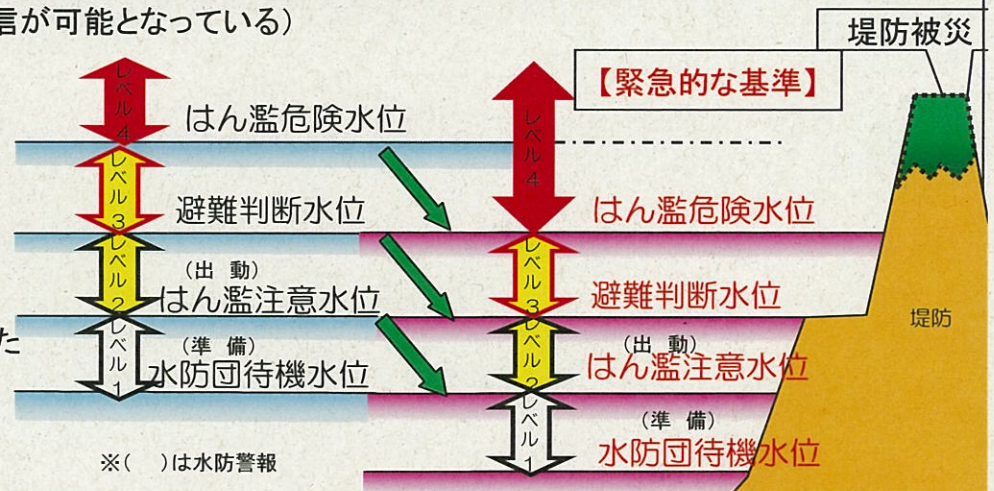 言が可能となっている）
堤防被災
【緊急的な基準】
レベル4
はん濫危険水位
レベル3
避難判断水位
レベル2
（出 動）
はん濫注意水位
レベル1
（準 備）
水防団待機水位
た
※（　）は水防警報
レベル4
はん濫危険水位
レベル3
避難判断水位
レベル2
（出 動）
はん濫注意水位
レベル1
（準 備）
水防団待機水位
堤防